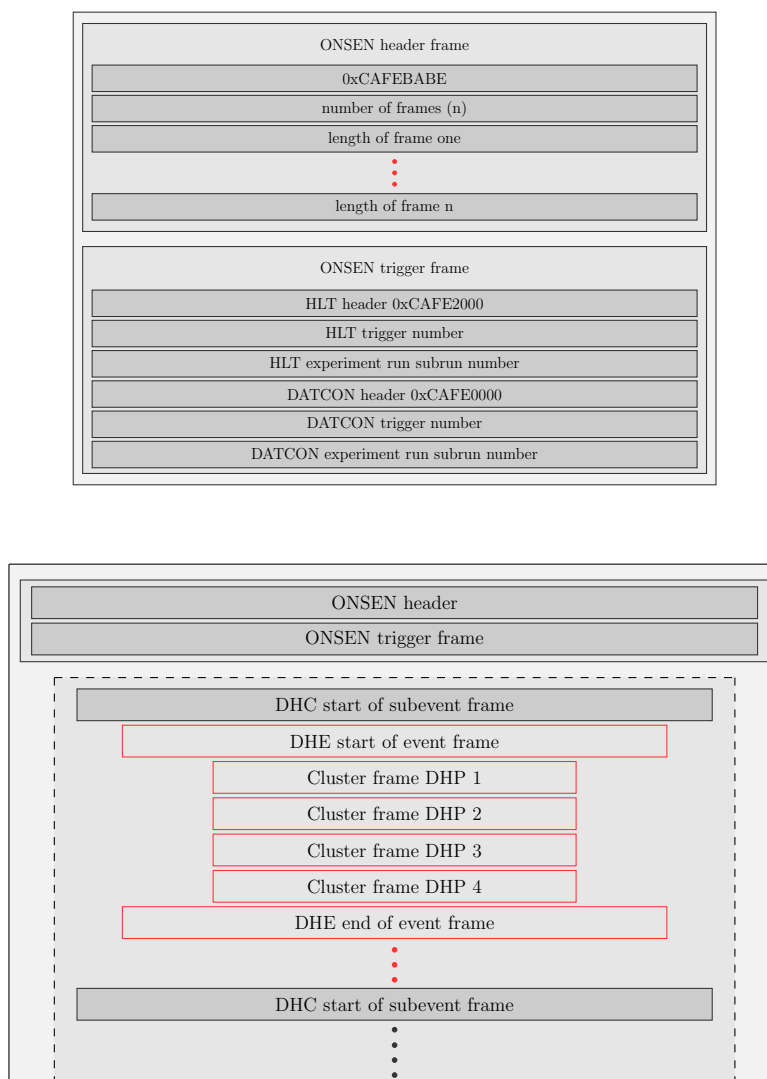 ONSEN header frame
0xCAFEBABE
number of frames (n)
length of frame one
length of frame n
ONSEN trigger frame
HLT header 0xCAFE2000
HLT trigger number
HLT experiment run subrun number
DATCON header 0xCAFE0000
DATCON trigger number
DATCON experiment run subrun number
ONSEN header
ONSEN trigger frame
DHC start of subevent frame
DHE start of event frame
Cluster frame DHP 1
Cluster frame DHP 2
Cluster frame DHP 3
Cluster frame DHP 4
DHE end of event frame
DHC start of subevent frame